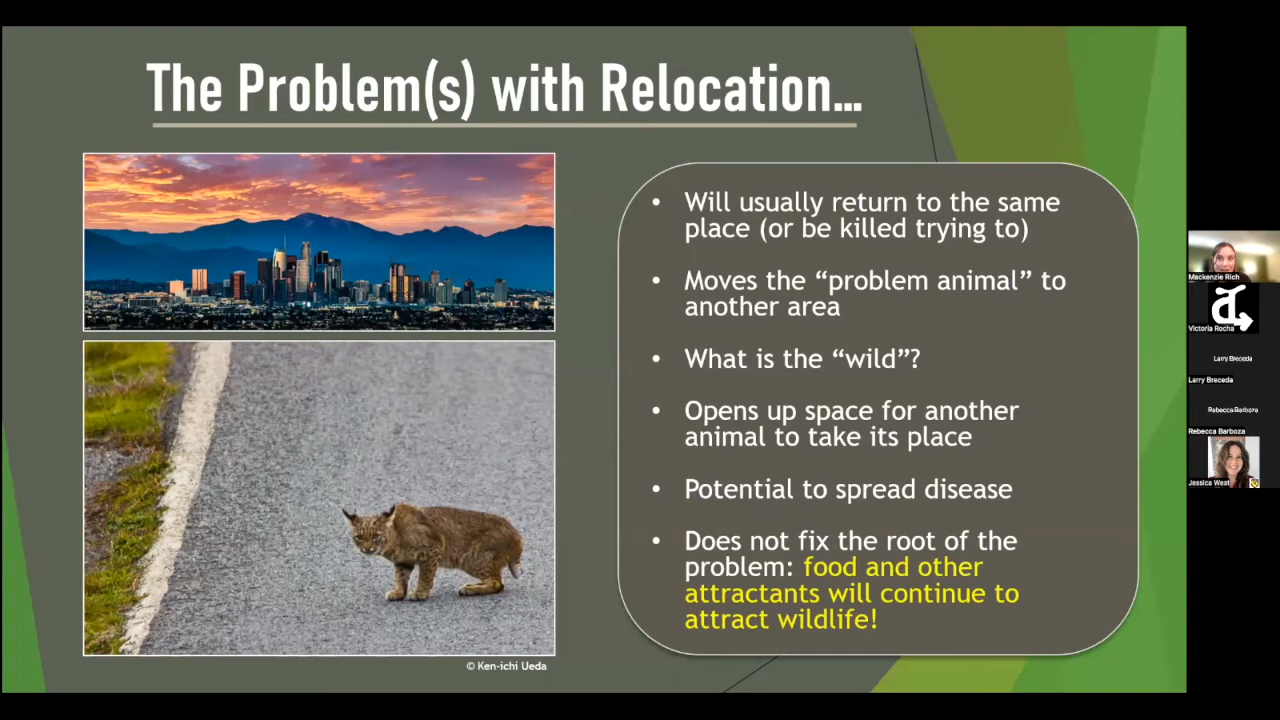 The Problem(s) with Relocation...
• Will usually return to the same
place (or be killed trying to)
• Moves the “problem animal” to
another area
• What is the “wild”?
• Opens up space for another
animal to take its place
• Potential to spread disease
• Does not fix the root of the
problem: food and other
attractants will continue to
attract wildlife!
© Ken-ichi Ueda
Mackenzie Rich
Victoria Rocha
Larry Breceda
Larry Breceda
Rebecca Barboza
Rebecca Barboza
Jessica West